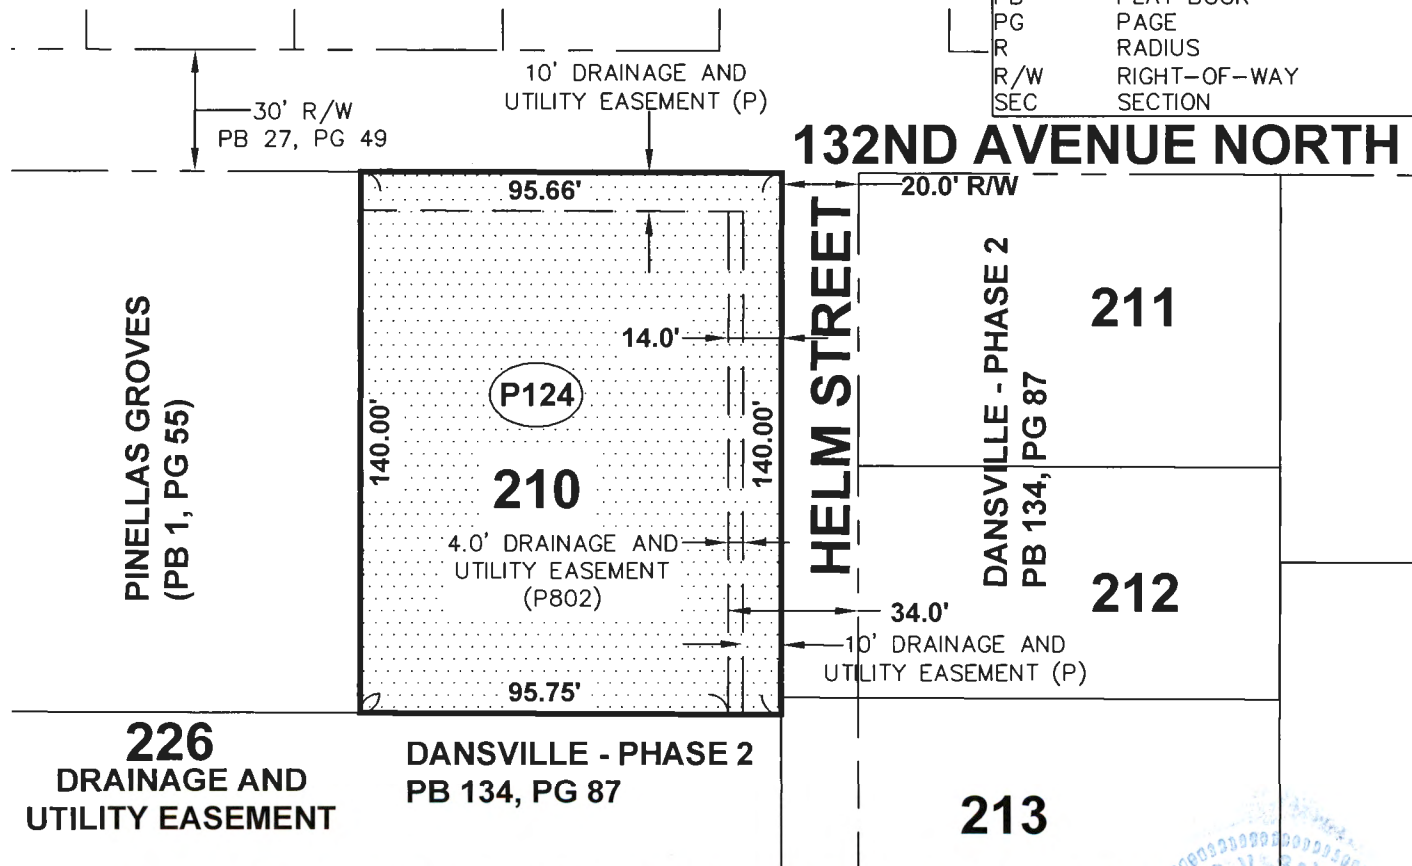 PLAT BOOK
PG PAGE
R RADIUS
R/W RIGHT-OF-WAY
SEC SECTION
10' DRAINAGE AND
UTILITY EASEMENT (P)
30' R/W
PB 27, PG 49
132ND AVENUE NORTH
95.66'
20.0' R/W
HELM STREET
DANSVILLE - PHASE 2
PB 134, PG 87
211
14.0'
PINELLAS GROVES
(PB 1, PG 55)
P124
140.00'
140.00'
210
4.0' DRAINAGE AND
UTILITY EASEMENT
(P802)
212
34.0'
10' DRAINAGE AND
UTILITY EASEMENT (P)
95.75'
226
DRAINAGE AND
UTILITY EASEMENT
DANSVILLE - PHASE 2
PB 134, PG 87
213